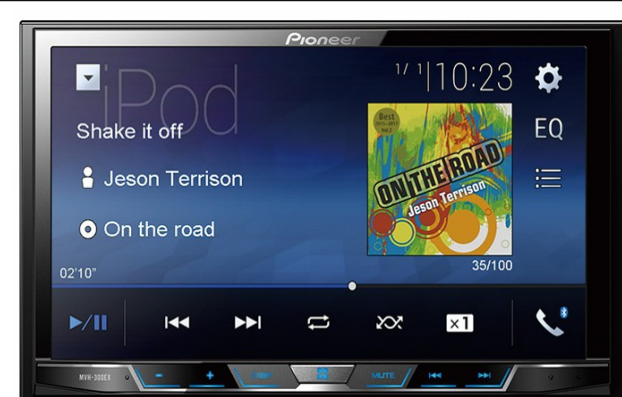 Pioneer
iPod
1/ 1 10:23
Shake it off
EQ
Jeson Terrison
On the road
Best
ON THE ROAD
Jeson Terrison
02'10"
35/100
x1
MVH-300EX
- +
MUTE